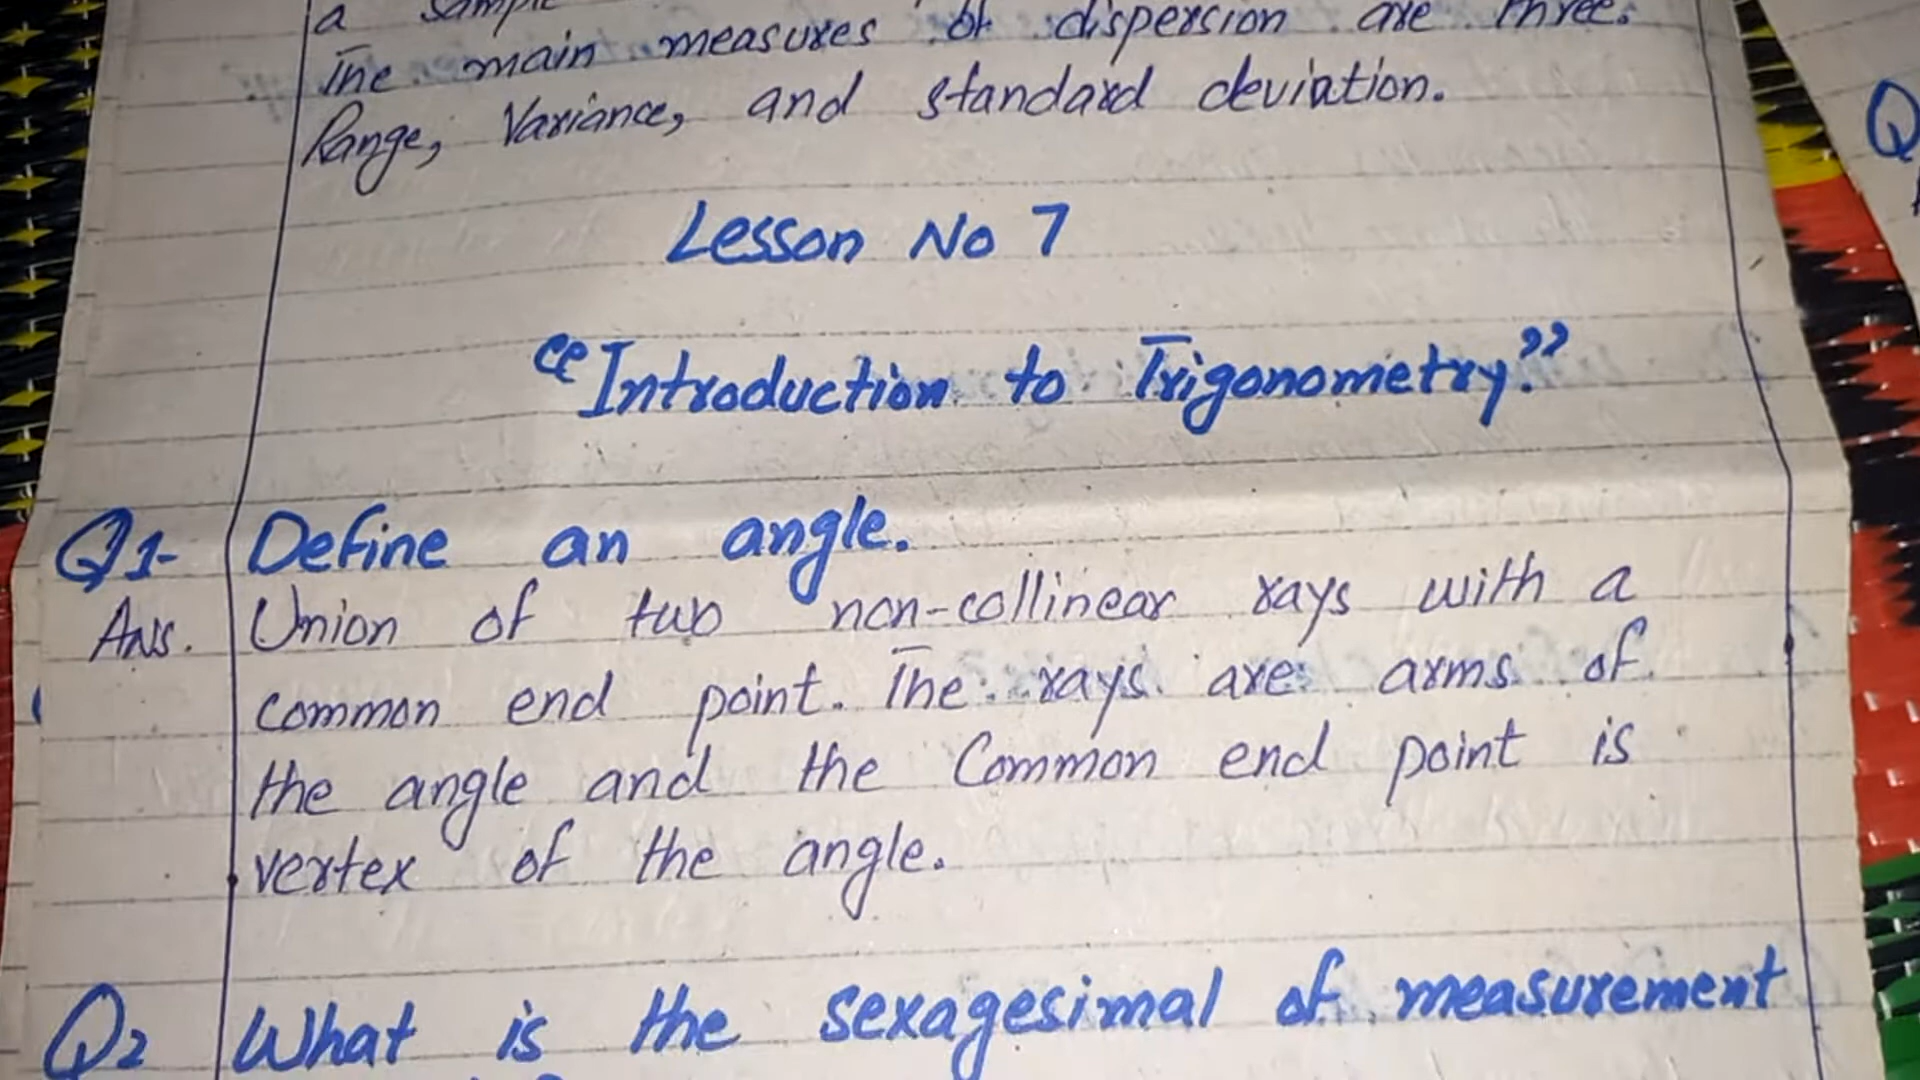 a sample
The main measures of dispersion are three.
Range, Variance, and standard deviation.
Lesson No 7
"Introduction to Trigonometry."
Q1- Define an angle.
Ans. Union of two non-collinear rays with a
common end point. The rays are arms of
the angle and the Common end point is
vertex of the angle.
Q2 What is the sexagesimal of measurement
Q